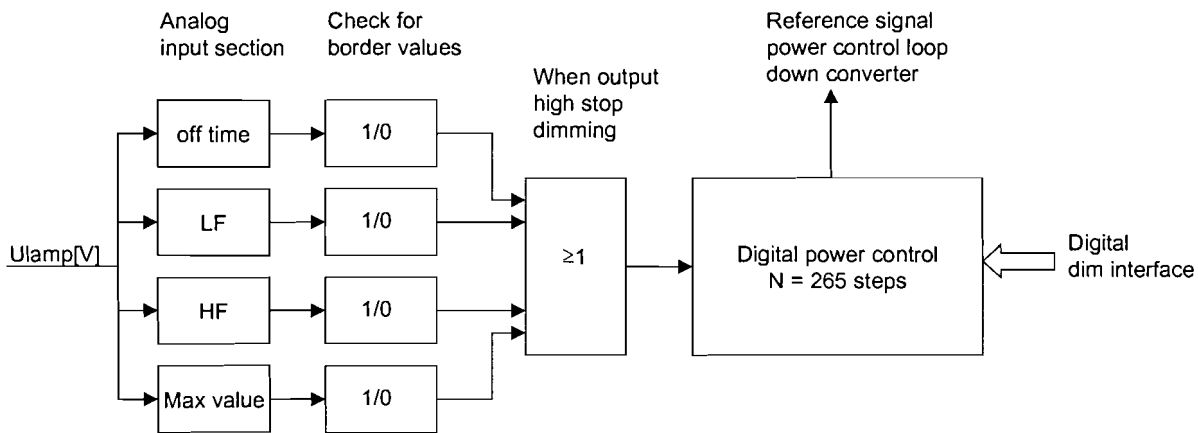 Analog
input section
Check for
border values
Reference signal
power control loop
down converter
When output
high stop
dimming
off time
1/0
LF
1/0
Ulamp[V]
≥1
Digital power control
N = 265 steps
Digital
dim interface
HF
1/0
Max value
1/0